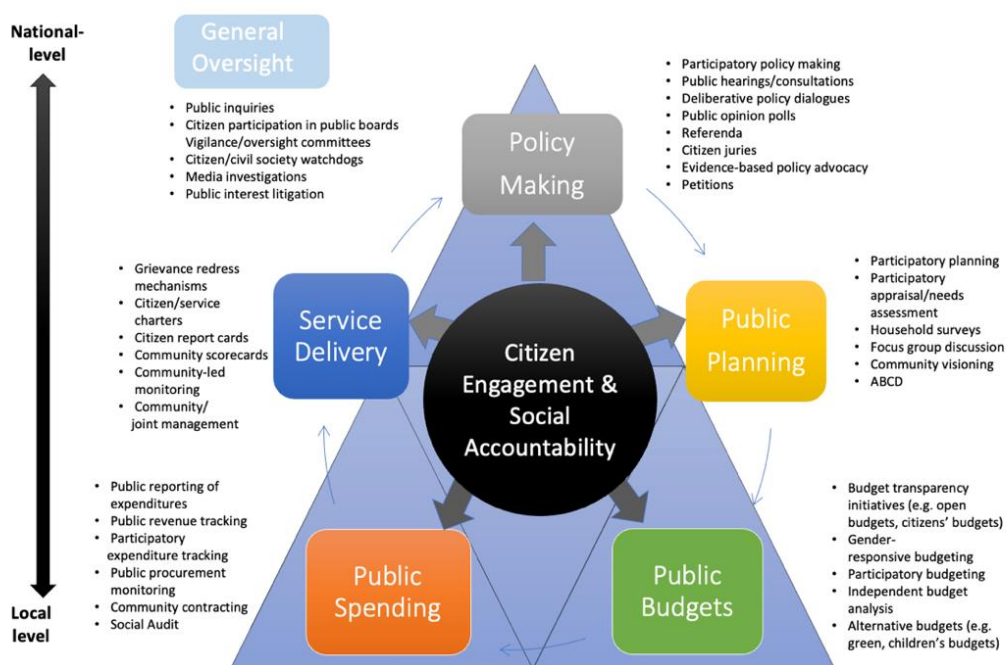 National-
level
General
Oversight
• Public inquiries
• Citizen participation in public boards
Vigilance/oversight committees
• Citizen/civil society watchdogs
• Media investigations
• Public interest litigation
Policy
Making
• Participatory policy making
• Public hearings/consultations
• Deliberative policy dialogues
• Public opinion polls
• Referenda
• Citizen juries
• Evidence-based policy advocacy
• Petitions
• Grievance redress
mechanisms
• Citizen/service
charters
• Citizen report cards
• Community scorecards
• Community-led
monitoring
• Community/
joint management
Service
Delivery
Citizen
Engagement &
Social
Accountability
Public
Planning
• Participatory planning
• Participatory
appraisal/needs
assessment
• Household surveys
• Focus group discussion
• Community visioning
• ABCD
• Public reporting of
expenditures
• Public revenue tracking
• Participatory
expenditure tracking
• Public procurement
monitoring
• Community contracting
• Social Audit
Public
Spending
Public
Budgets
• Budget transparency
initiatives (e.g. open
budgets, citizens’ budgets)
• Gender-
responsive budgeting
• Participatory budgeting
• Independent budget
analysis
• Alternative budgets (e.g.
green, children’s budgets)
Local
level